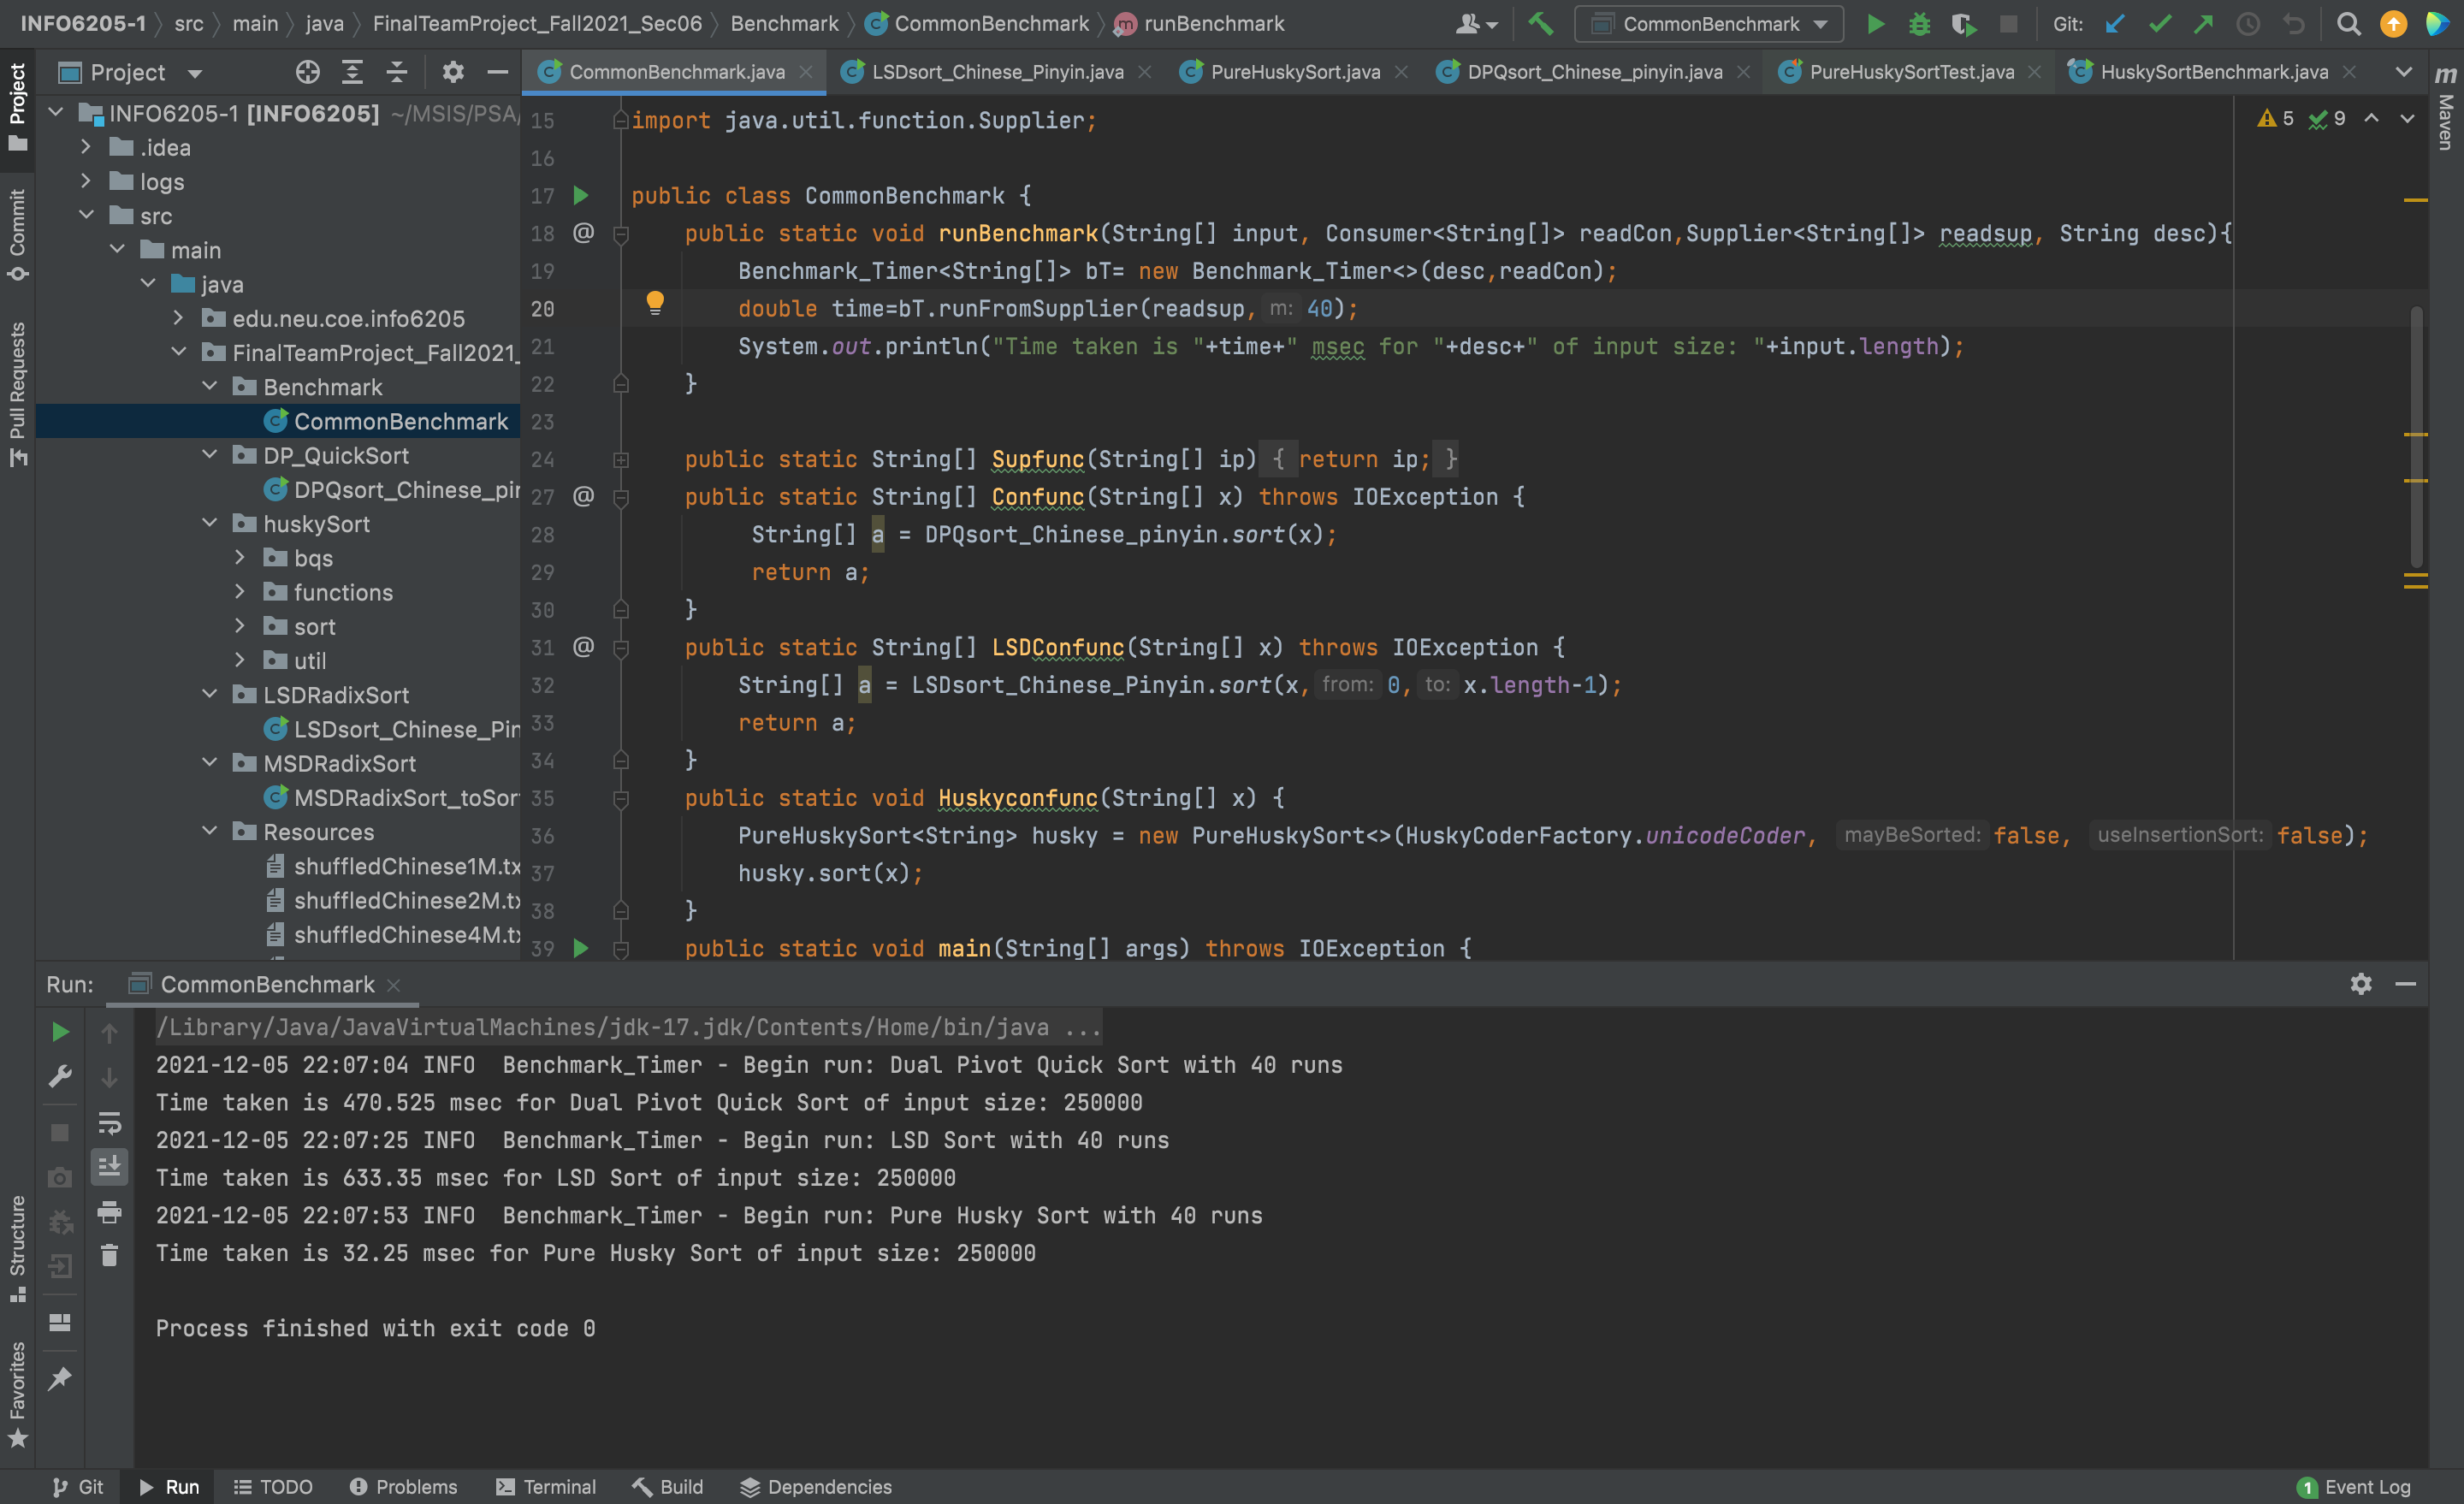 INFO6205-1 src main java FinalTeamProject_Fall2021_Sec06 Benchmark CommonBenchmark runBenchmark CommonBenchmark Git:
Project CommonBenchmark.java LSDsort_Chinese_Pinyin.java PureHuskySort.java DPQsort_Chinese_pinyin.java PureHuskySortTest.java HuskySortBenchmark.java
Project
Commit
Pull Requests
Structure
Favorites
Maven
INFO6205-1 [INFO6205] ~/MSIS/PSA/
.idea
logs
src
main
java
edu.neu.coe.info6205
FinalTeamProject_Fall2021_
Benchmark
CommonBenchmark
DP_QuickSort
DPQsort_Chinese_pin
huskySort
bqs
functions
sort
util
LSDRadixSort
LSDsort_Chinese_Pin
MSDRadixSort
MSDRadixSort_toSor
Resources
shuffledChinese1M.tx
shuffledChinese2M.tx
shuffledChinese4M.tx
5 9
15 import java.util.function.Supplier;
16
17 public class CommonBenchmark {
18 @ public static void runBenchmark(String[] input, Consumer<String[]> readCon,Supplier<String[]> readsup, String desc){
19 Benchmark_Timer<String[]> bT= new Benchmark_Timer<>(desc,readCon);
20 double time=bT.runFromSupplier(readsup, m: 40);
21 System.out.println("Time taken is "+time+" msec for "+desc+" of input size: "+input.length);
22 }
23
24 public static String[] Supfunc(String[] ip) { return ip; }
27 @ public static String[] Confunc(String[] x) throws IOException {
28 String[] a = DPQsort_Chinese_pinyin.sort(x);
29 return a;
30 }
31 @ public static String[] LSDConfunc(String[] x) throws IOException {
32 String[] a = LSDsort_Chinese_Pinyin.sort(x, from: 0, to: x.length-1);
33 return a;
34 }
35 public static void Huskyconfunc(String[] x) {
36 PureHuskySort<String> husky = new PureHuskySort<>(HuskyCoderFactory.unicodeCoder, mayBeSorted: false, useInsertionSort: false);
37 husky.sort(x);
38 }
39 public static void main(String[] args) throws IOException {
Run: CommonBenchmark
/Library/Java/JavaVirtualMachines/jdk-17.jdk/Contents/Home/bin/java ...
2021-12-05 22:07:04 INFO  Benchmark_Timer - Begin run: Dual Pivot Quick Sort with 40 runs
Time taken is 470.525 msec for Dual Pivot Quick Sort of input size: 250000
2021-12-05 22:07:25 INFO  Benchmark_Timer - Begin run: LSD Sort with 40 runs
Time taken is 633.35 msec for LSD Sort of input size: 250000
2021-12-05 22:07:53 INFO  Benchmark_Timer - Begin run: Pure Husky Sort with 40 runs
Time taken is 32.25 msec for Pure Husky Sort of input size: 250000
Process finished with exit code 0
Git Run TODO Problems Terminal Build Dependencies 1 Event Log